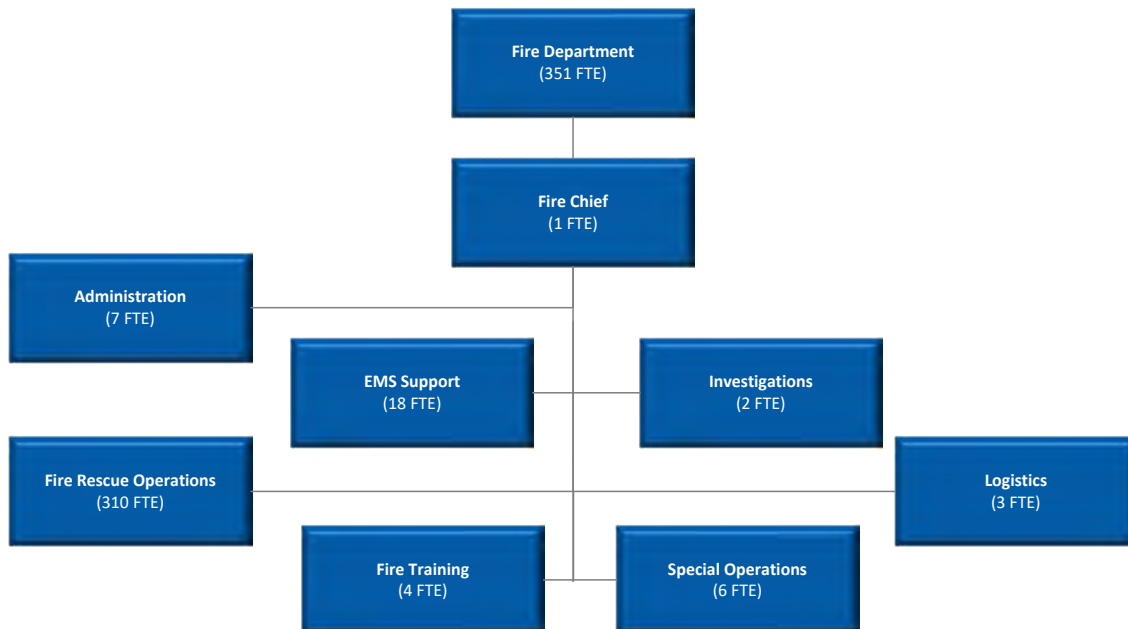 Fire Department
(351 FTE)
Fire Chief
(1 FTE)
Administration
(7 FTE)
EMS Support
(18 FTE)
Investigations
(2 FTE)
Fire Rescue Operations
(310 FTE)
Logistics
(3 FTE)
Fire Training
(4 FTE)
Special Operations
(6 FTE)